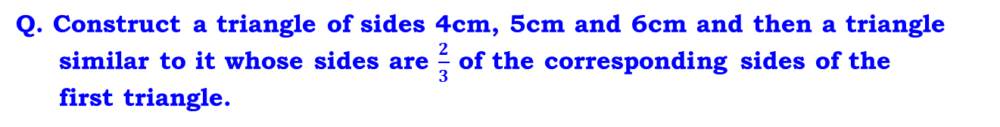 Q. Construct a triangle of sides 4cm, 5cm and 6cm and then a triangle
similar to it whose sides are 2/3 of the corresponding sides of the
first triangle.